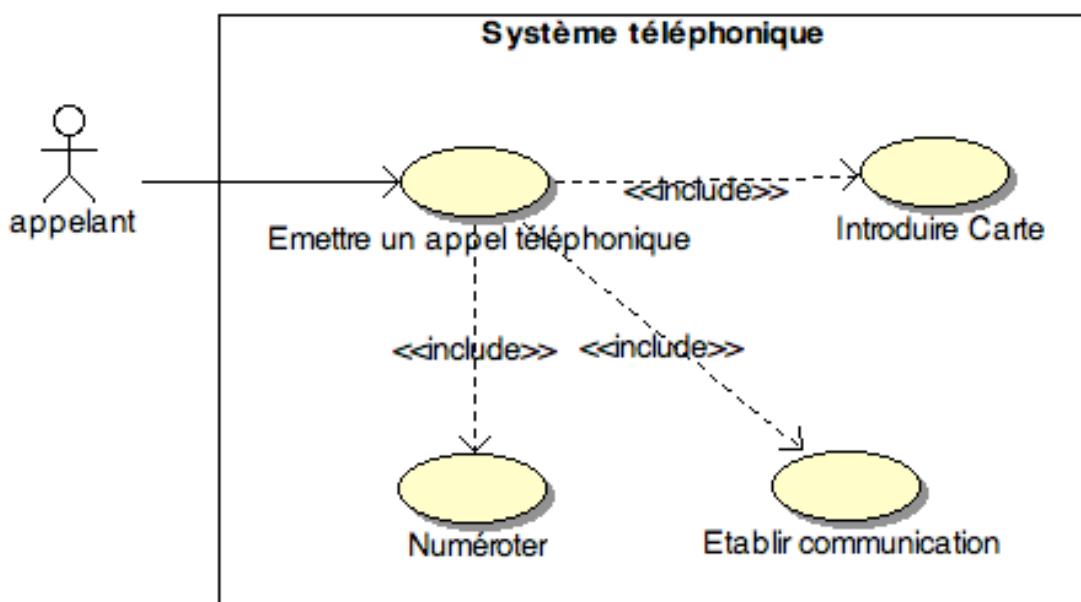 Système téléphonique
appelant
<<include>>
Emettre un appel téléphonique
Introduire Carte
<<include>>
<<include>>
Numéroter
Etablir communication